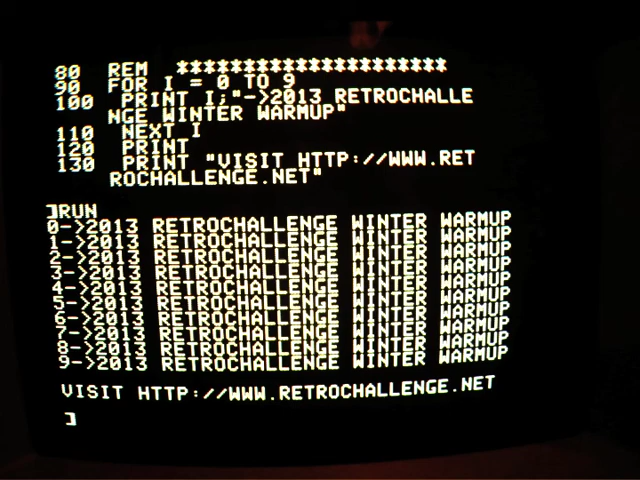 80 REM *********************
90 FOR I = 0 TO 9
100 PRINT I;"->2013 RETROCHALLE
NGE WINTER WARMUP"
110 NEXT I
120 PRINT
130 PRINT "VISIT HTTP://WWW.RET
ROCHALLENGE.NET"
]RUN
0->2013 RETROCHALLENGE WINTER WARMUP
1->2013 RETROCHALLENGE WINTER WARMUP
2->2013 RETROCHALLENGE WINTER WARMUP
3->2013 RETROCHALLENGE WINTER WARMUP
4->2013 RETROCHALLENGE WINTER WARMUP
5->2013 RETROCHALLENGE WINTER WARMUP
6->2013 RETROCHALLENGE WINTER WARMUP
7->2013 RETROCHALLENGE WINTER WARMUP
8->2013 RETROCHALLENGE WINTER WARMUP
9->2013 RETROCHALLENGE WINTER WARMUP
VISIT HTTP://WWW.RETROCHALLENGE.NET
]